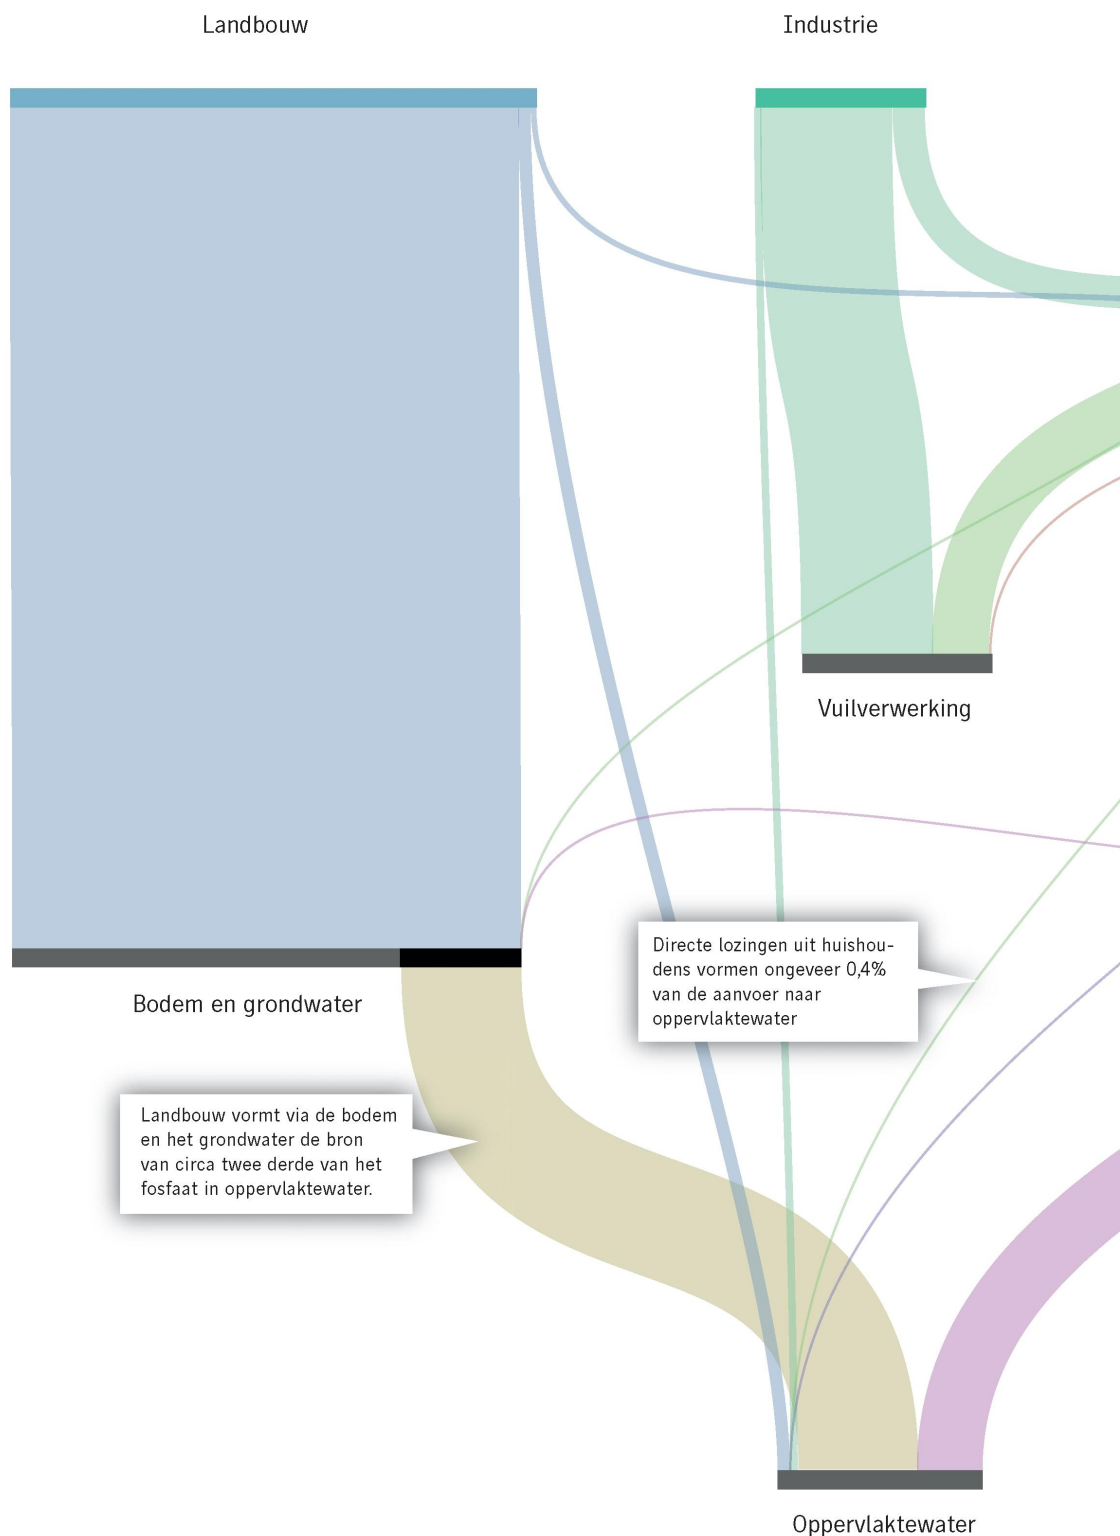 Landbouw
Industrie
Vuilverwerking
Directe lozingen uit huishou-
dens vormen ongeveer 0,4%
van de aanvoer naar
oppervlaktewater
Bodem en grondwater
Landbouw vormt via de bodem
en het grondwater de bron
van circa twee derde van het
fosfaat in oppervlaktewater.
Oppervlaktewater